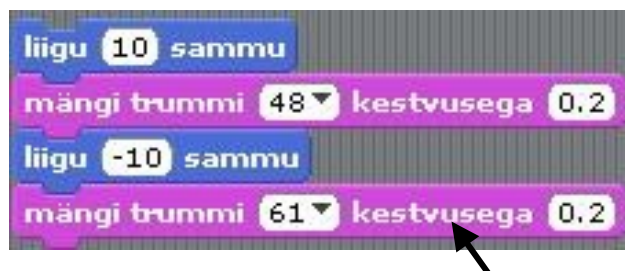 liigu 10 sammu
mängi trummi 48 kestvusega 0.2
liigu -10 sammu
mängi trummi 61 kestvusega 0.2